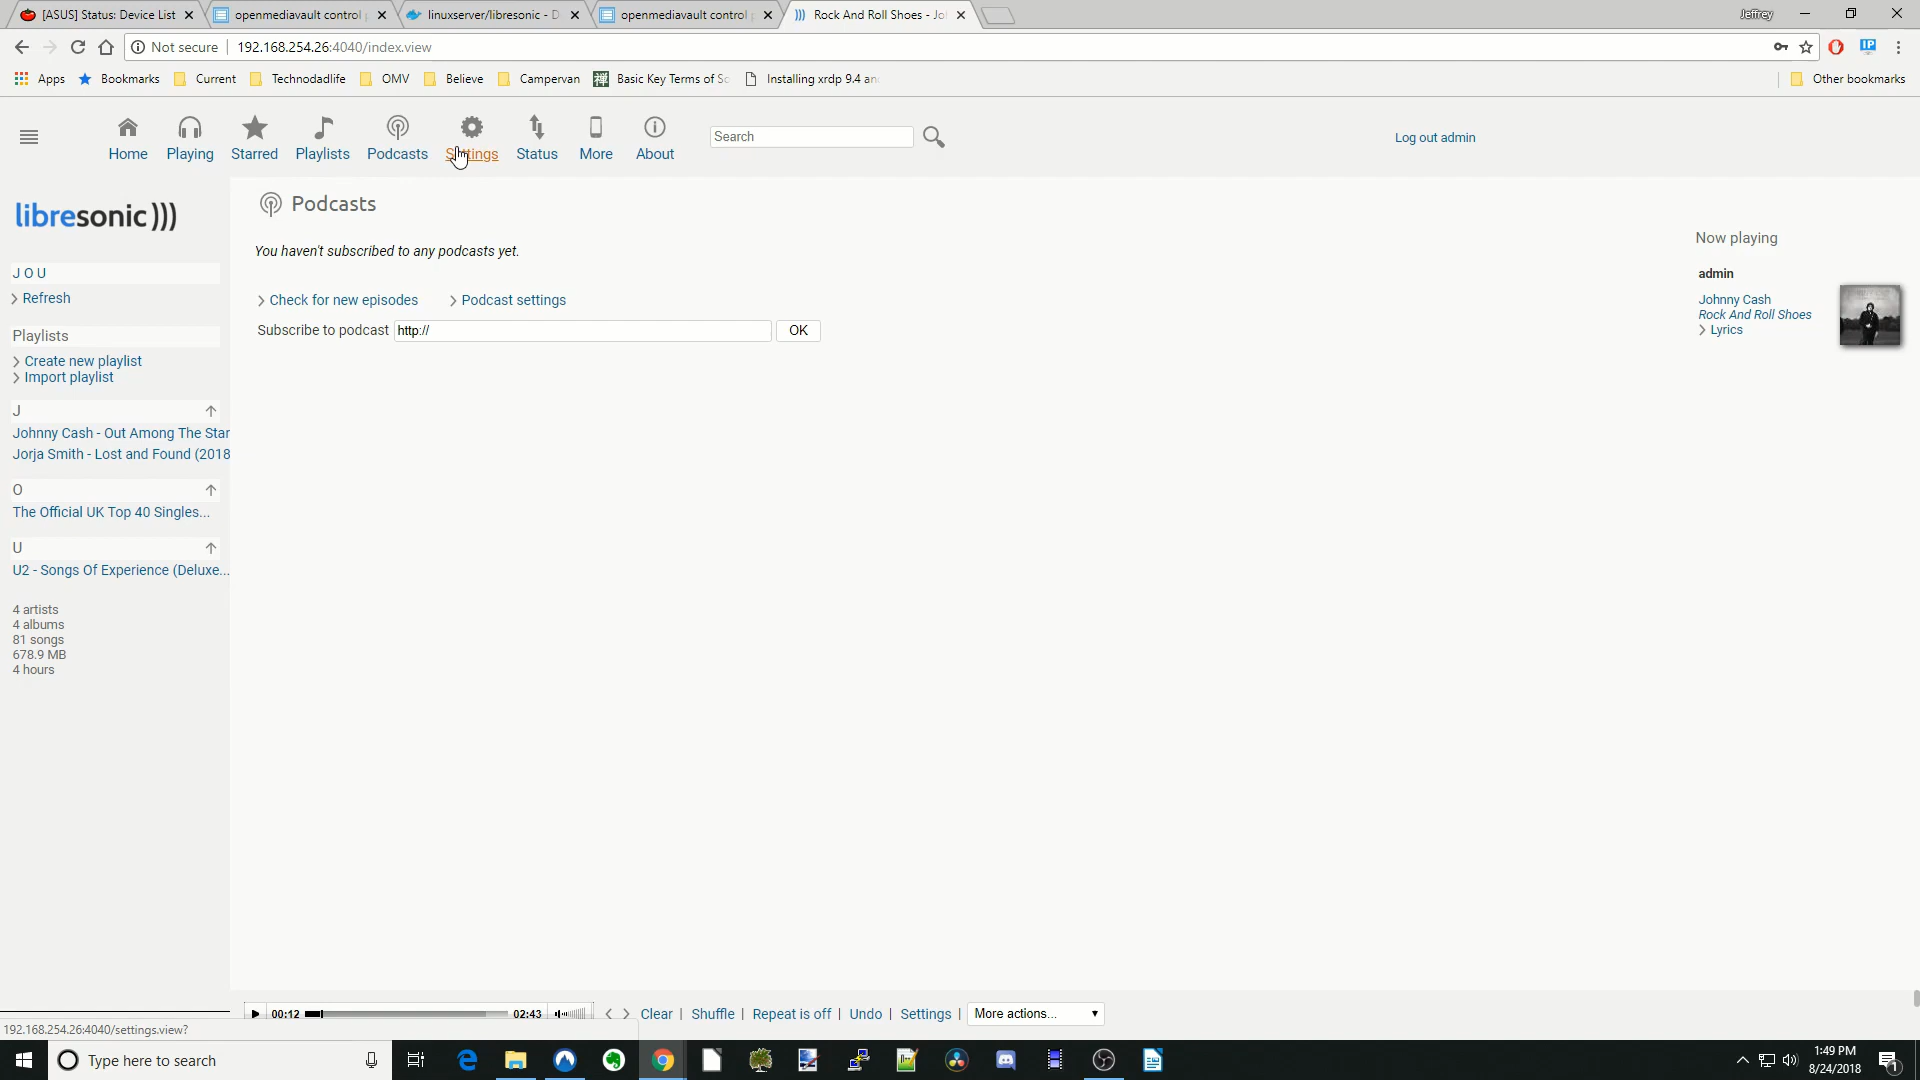 [ASUS] Status: Device List
openmediavault control
linuxserver/libresonic - D
openmediavault control
Rock And Roll Shoes - Jo
Jeffrey
Not secure
192.168.254.26:4040/index.view
IP
Apps
Bookmarks
Current
Technodadlife
OMV
Believe
Campervan
Basic Key Terms of Sc
Installing xrdp 9.4 an
Other bookmarks
Home
Playing
Starred
Playlists
Podcasts
Settings
Status
More
About
Search
Log out admin
libresonic
J O U
Refresh
Playlists
Create new playlist
Import playlist
J
Johnny Cash - Out Among The Star
Jorja Smith - Lost and Found (2018
O
The Official UK Top 40 Singles...
U
U2 - Songs Of Experience (Deluxe...
4 artists
4 albums
81 songs
678.9 MB
4 hours
Podcasts
You haven't subscribed to any podcasts yet.
Check for new episodes
Podcast settings
Subscribe to podcast http:// OK
Now playing
admin
Johnny Cash
Rock And Roll Shoes
Lyrics
00:12
02:43
Clear | Shuffle | Repeat is off | Undo | Settings |
More actions...
192.168.254.26:4040/settings.view?
Type here to search
1:49 PM
8/24/2018
1